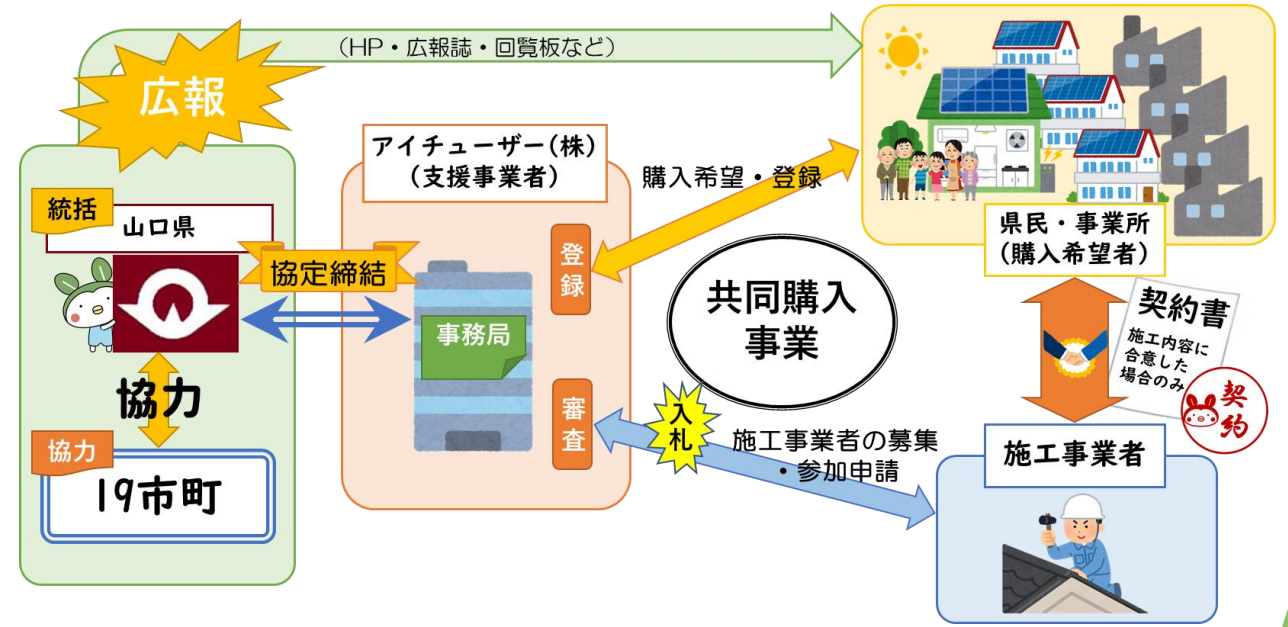 (HP・広報誌・回覧板など)
広報
統括
山口県
協力
協力
19市町
協定締結
アイチューザー(株)
(支援事業者)
事務局
登
録
審
査
購入希望・登録
共同購入
事業
入
札
施工事業者の募集
・参加申請
県民・事業所
(購入希望者)
契約書
施工内容に
合意した
場合のみ
契
約
施工事業者